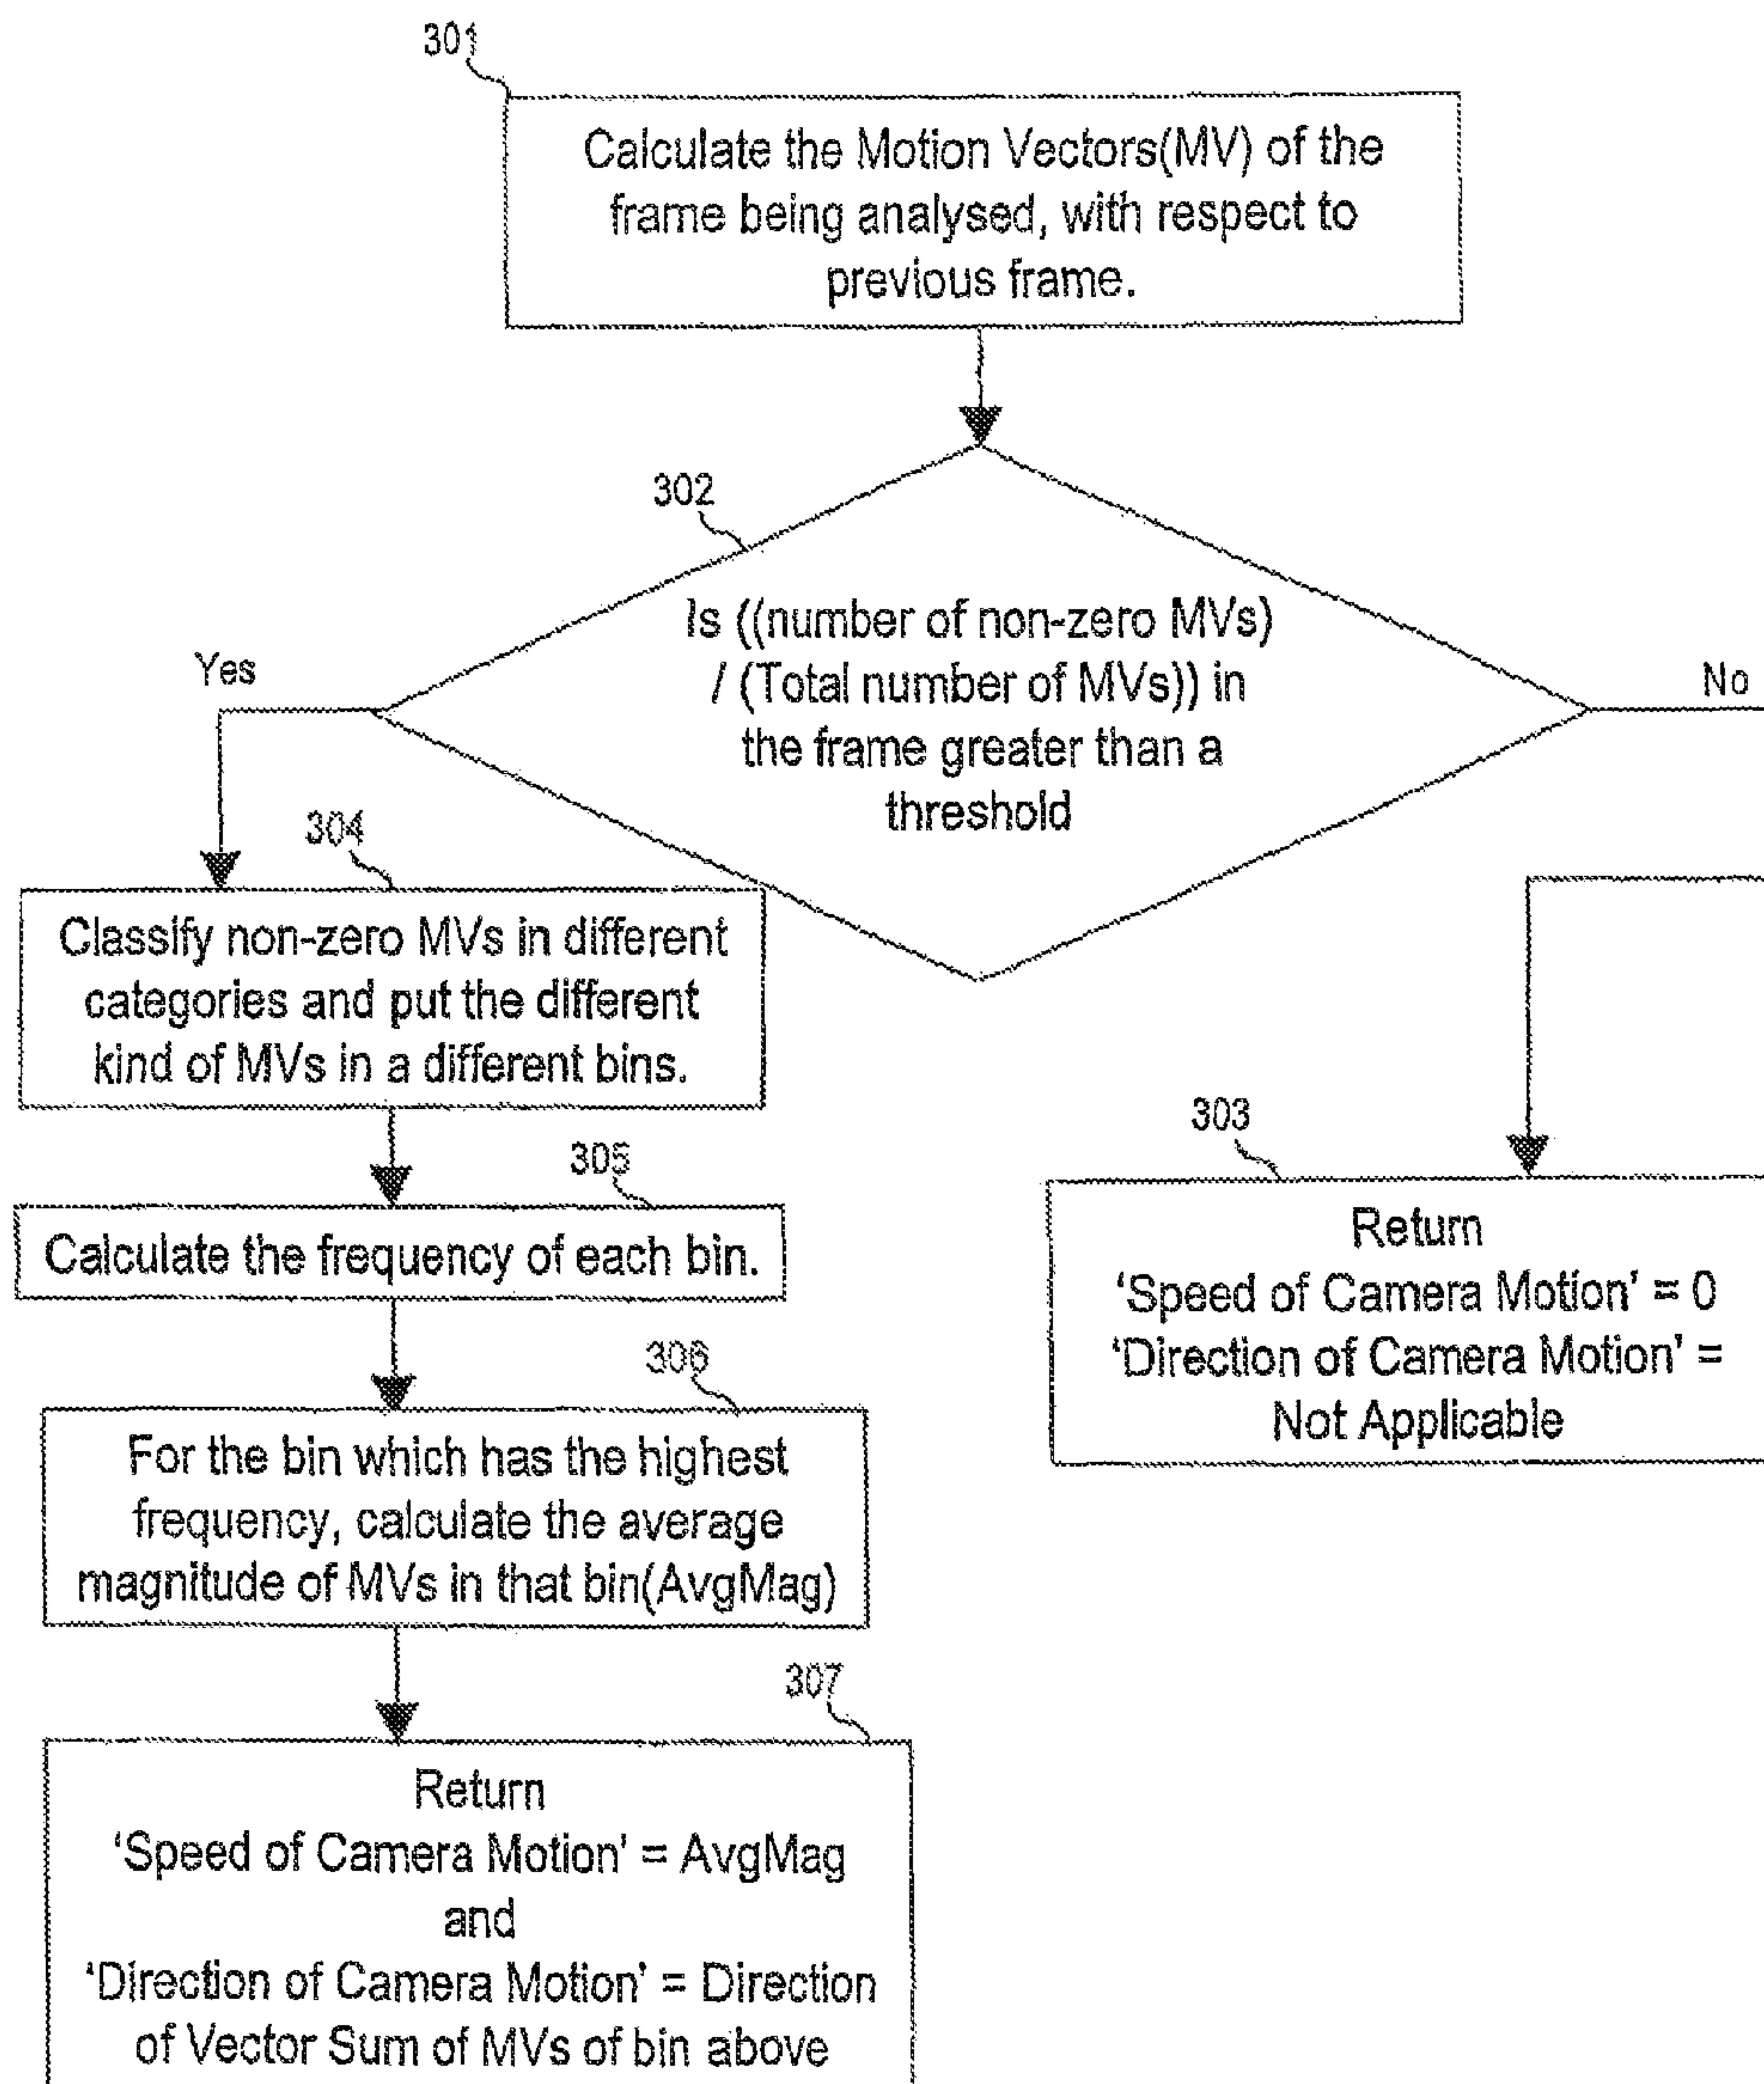 301
Calculate the Motion Vectors(MV) of the
frame being analysed, with respect to
previous frame.
302
Is ((number of non-zero MVs)
/ (Total number of MVs)) in
the frame greater than a
threshold
Yes
No
304
Classify non-zero MVs in different
categories and put the different
kind of MVs in a different bins.
305
Calculate the frequency of each bin.
303
Return
‘Speed of Camera Motion’ = 0
‘Direction of Camera Motion’ =
Not Applicable
306
For the bin which has the highest
frequency, calculate the average
magnitude of MVs in that bin(AvgMag)
307
Return
‘Speed of Camera Motion’ = AvgMag
and
‘Direction of Camera Motion’ = Direction
of Vector Sum of MVs of bin above